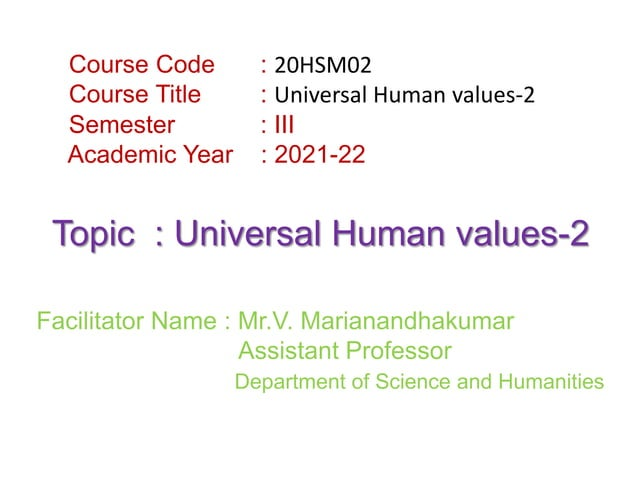 Course Code : 20HSM02
Course Title : Universal Human values-2
Semester : III
Academic Year : 2021-22
Topic : Universal Human values-2
Facilitator Name : Mr.V. Marianandhakumar
Assistant Professor
Department of Science and Humanities